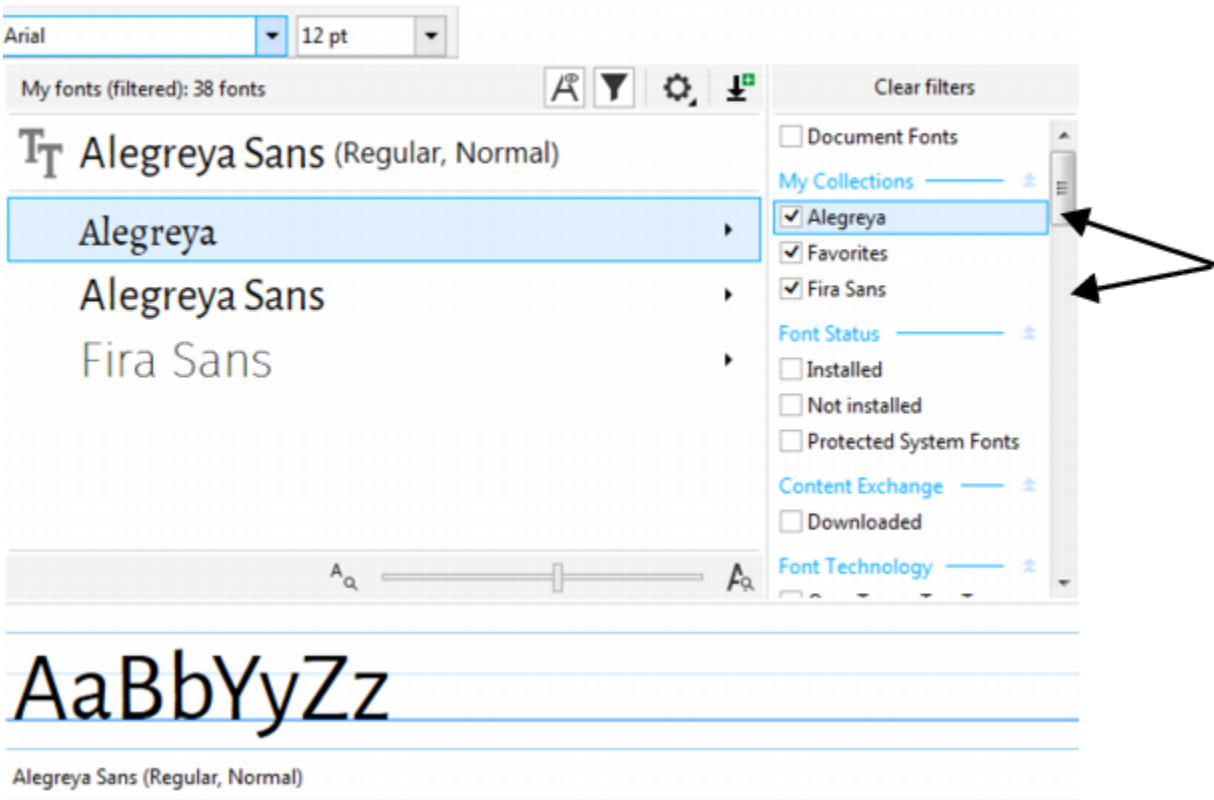 Arial
12 pt
My fonts (filtered): 38 fonts
Clear filters
Alegreya Sans (Regular, Normal)
Alegreya
Alegreya Sans
Fira Sans
Document Fonts
My Collections
Alegreya
Favorites
Fira Sans
Font Status
Installed
Not installed
Protected System Fonts
Content Exchange
Downloaded
Font Technology
AaBbYyZz
Alegreya Sans (Regular, Normal)